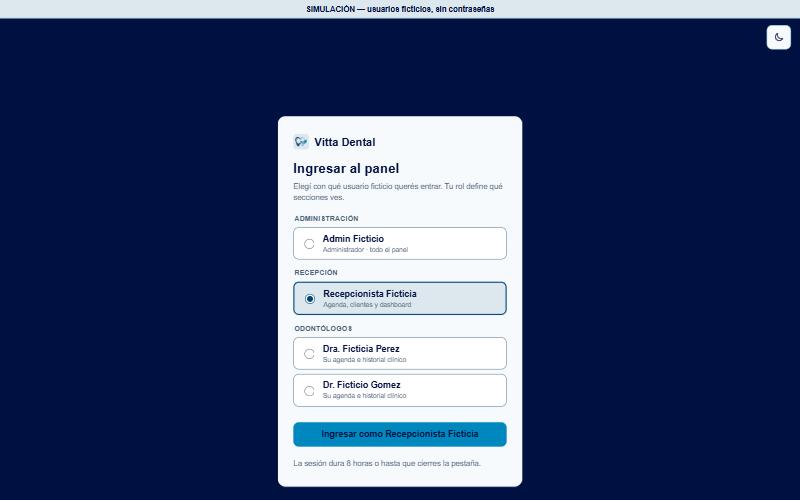 SIMULACIÓN — usuarios ficticios, sin contraseñas
Vitta Dental
Ingresar al panel
Elegí con qué usuario ficticio querés entrar. Tu rol define qué
secciones ves.
ADMINISTRACIÓN
Admin Ficticio
Administrador · todo el panel
RECEPCIÓN
Recepcionista Ficticia
Agenda, clientes y dashboard
ODONTÓLOGOS
Dra. Ficticia Perez
Su agenda e historial clínico
Dr. Ficticio Gomez
Su agenda e historial clínico
Ingresar como Recepcionista Ficticia
La sesión dura 8 horas o hasta que cierres la pestaña.